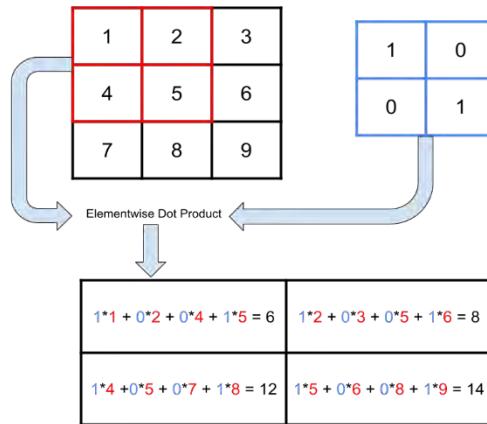 1 2 3
1 0
4 5 6
0 1
7 8 9
Elementwise Dot Product
1*1 + 0*2 + 0*4 + 1*5 = 6
1*2 + 0*3 + 0*5 + 1*6 = 8
1*4 +0*5 + 0*7 + 1*8 = 12
1*5 + 0*6 + 0*8 + 1*9 = 14